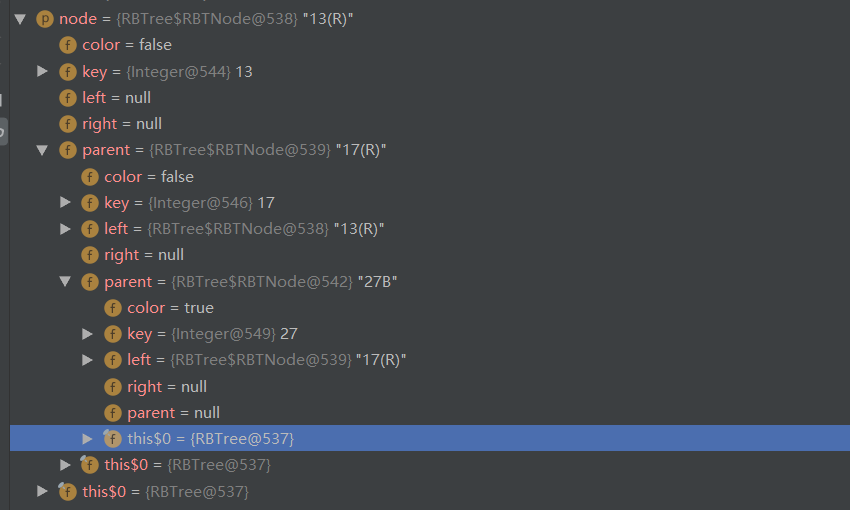 node = {RBTree$RBTNode@538} "13(R)"
color = false
key = {Integer@544} 13
left = null
right = null
parent = {RBTree$RBTNode@539} "17(R)"
color = false
key = {Integer@546} 17
left = {RBTree$RBTNode@538} "13(R)"
right = null
parent = {RBTree$RBTNode@542} "27B"
color = true
key = {Integer@549} 27
left = {RBTree$RBTNode@539} "17(R)"
right = null
parent = null
this$0 = {RBTree@537}
this$0 = {RBTree@537}
this$0 = {RBTree@537}